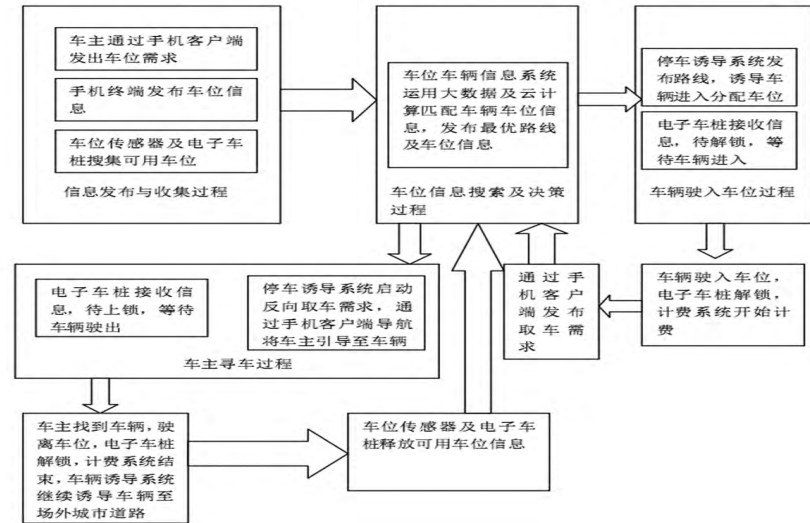 车主通过手机客户端
发出车位需求
手机终端发布车位信
息
车位传感器及电子车
桩搜集可用车位
信息发布与收集过程
车位车辆信息系统
运用大数据及云计
算匹配车辆车位信
息，发布最优路线
及车位信息
车位信息搜索及决策
过程
停车诱导系统发
布路线，诱导车
辆进入分配车位
电子车桩接收信
息，待解锁，等
待车辆进入
车辆驶入车位过程
电子车桩接收信
息，待上锁，等待
车辆驶出
停车诱导系统启动
反向取车需求，通
过手机客户端导航
将车主引导至车辆
车主寻车过程
通过手
机客户
端发布
取车需
求
车辆驶入车位，
电子车桩解锁，
计费系统开始计
费
车主找到车辆，驶
离车位，电子车桩
解锁，计费系统结
束，车辆诱导系统
继续诱导车辆至
场外城市道路
车位传感器及电子车
桩释放可用车位信息